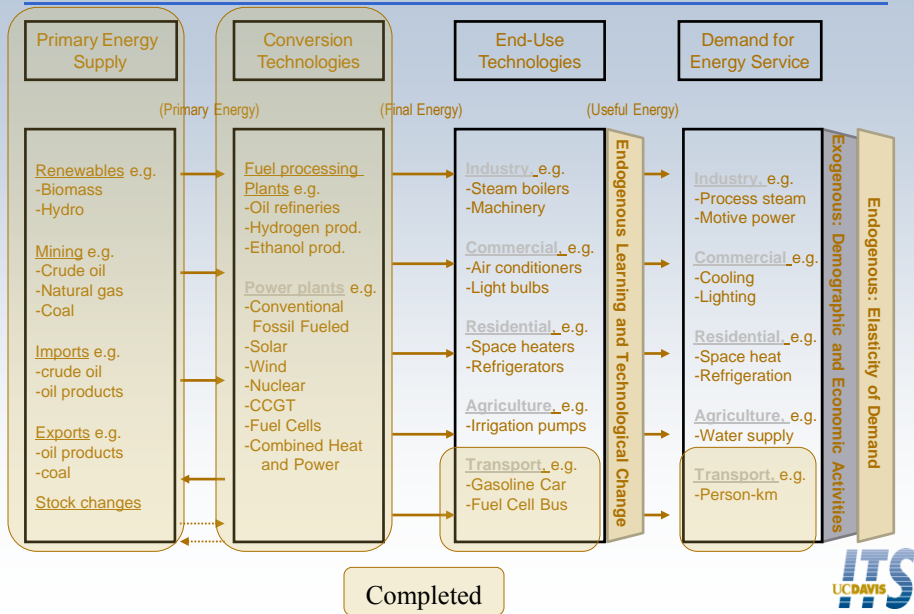 Primary Energy
Supply
Conversion
Technologies
End-Use
Technologies
Demand for
Energy Service
(Primary Energy)
(Final Energy)
(Useful Energy)
Renewables e.g.
-Biomass
-Hydro
Mining e.g.
-Crude oil
-Natural gas
-Coal
Imports e.g.
-crude oil
-oil products
Exports e.g.
-oil products
-coal
Stock changes
Fuel processing
Plants e.g.
-Oil refineries
-Hydrogen prod.
-Ethanol prod.
Power plants e.g.
-Conventional
Fossil Fueled
-Solar
-Wind
-Nuclear
-CCGT
-Fuel Cells
-Combined Heat
and Power
Industry, e.g.
-Steam boilers
-Machinery
Commercial, e.g.
-Air conditioners
-Light bulbs
Residential, e.g.
-Space heaters
-Refrigerators
Agriculture, e.g.
-Irrigation pumps
Transport, e.g.
-Gasoline Car
-Fuel Cell Bus
Endogenous Learning and Technological Change
Industry, e.g.
-Process steam
-Motive power
Commercial e.g.
-Cooling
-Lighting
Residential, e.g.
-Space heat
-Refrigeration
Agriculture, e.g.
-Water supply
Transport, e.g.
-Person-km
Exogenous: Demographic and Economic Activities
Endogenous: Elasticity of Demand
Completed
ITS
UCDAVIS